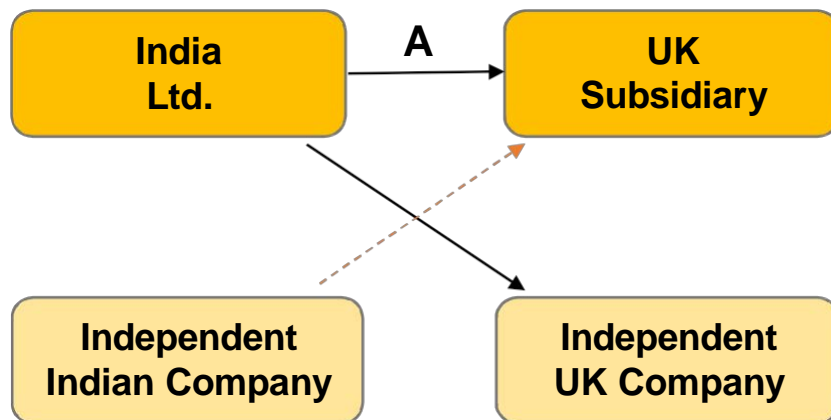 India
Ltd.
A
UK
Subsidiary
Independent
Indian Company
Independent
UK Company